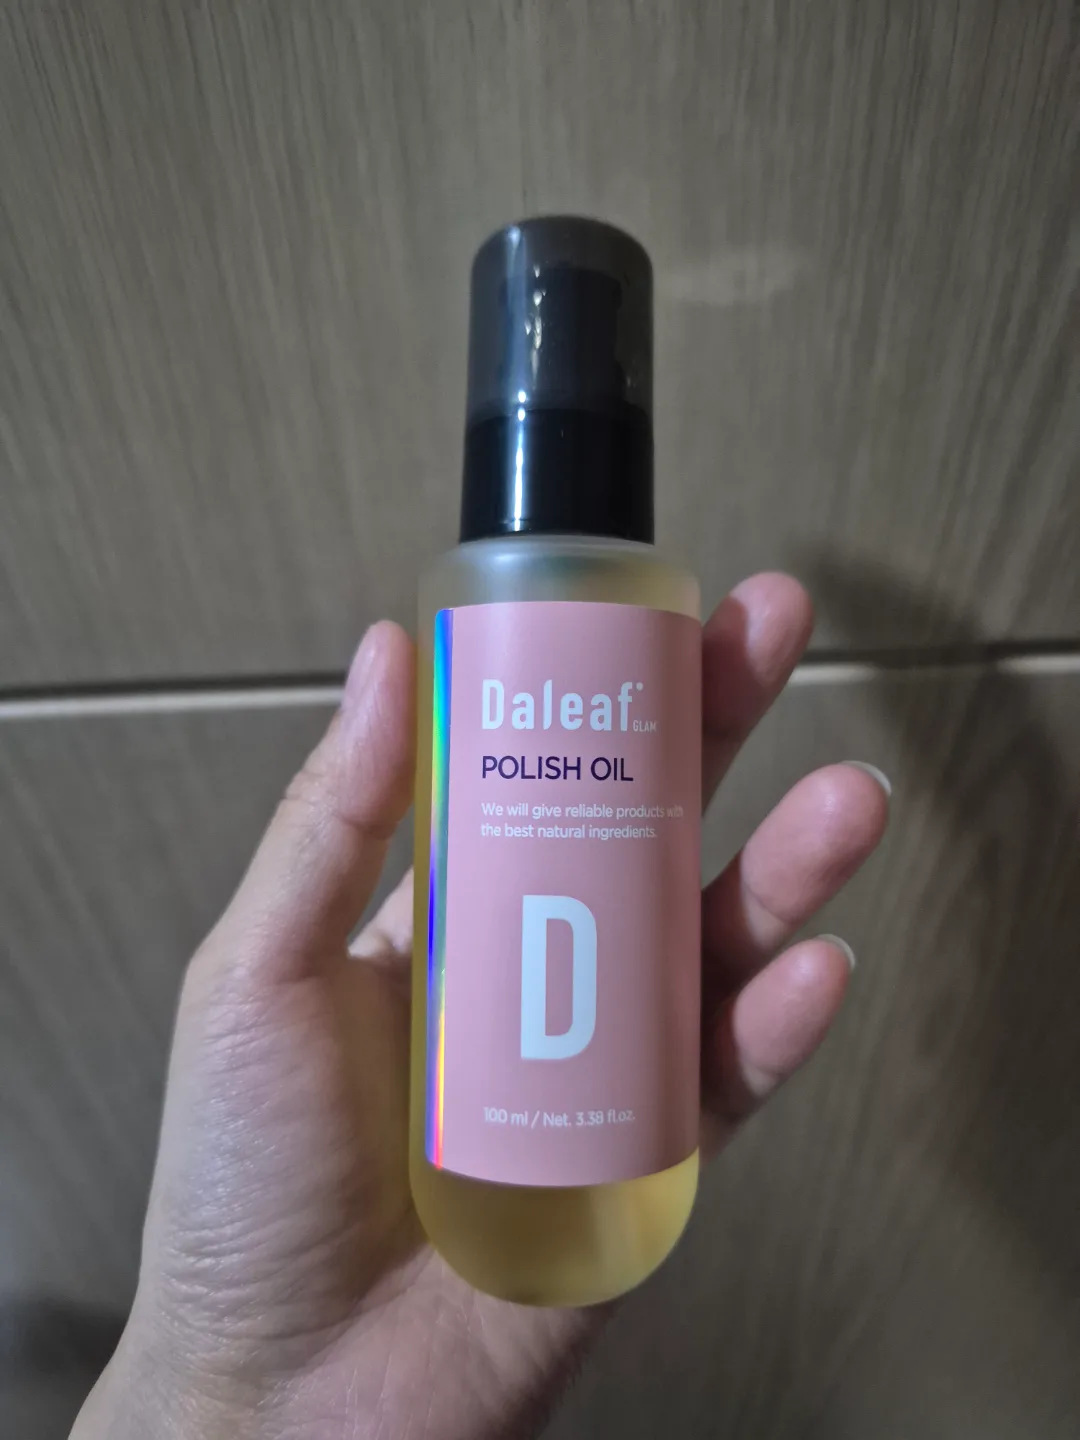 Daleaf
GLAM
POLISH OIL
We will give reliable products with
the best natural ingredients.
D
100 ml / Net. 3.38 fl.oz.